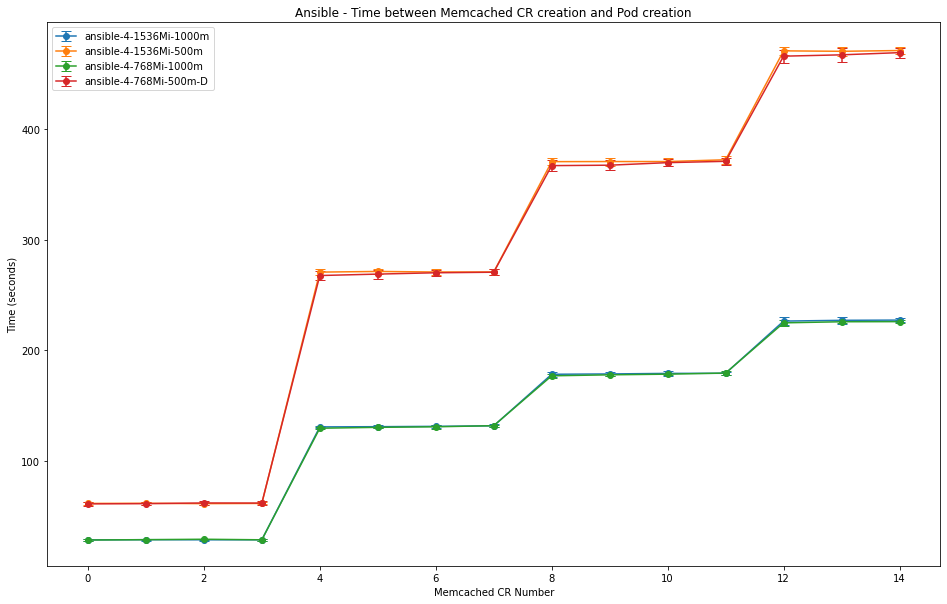 Ansible - Time between Memcached CR creation and Pod creation
ansible-4-1536Mi-1000m
ansible-4-1536Mi-500m
ansible-4-768Mi-1000m
ansible-4-768Mi-500m-D
Time (seconds)
400
300
200
100
0 2 4 6 8 10 12 14
Memcached CR Number